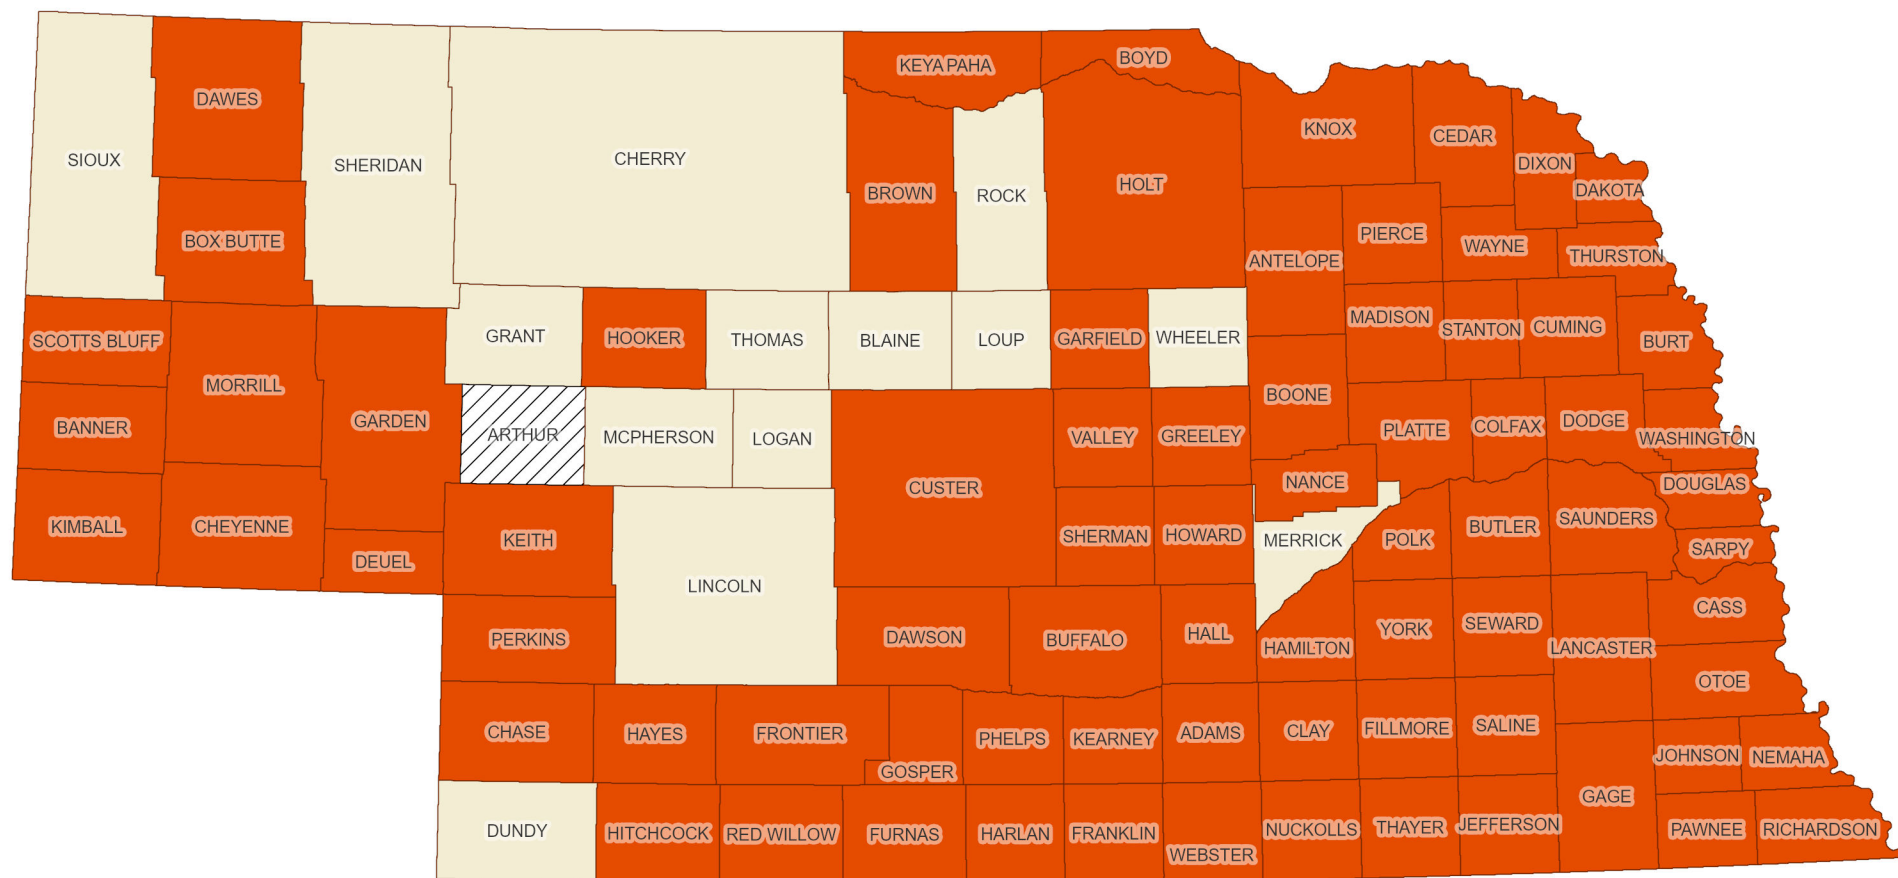 KEYA PAHA
BOYD
DAWES
KNOX
CEDAR
SIOUX
SHERIDAN
CHERRY
DIXON
BROWN
ROCK
HOLT
DAKOTA
BOX BUTTE
PIERCE
WAYNE
ANTELOPE
THURSTON
SCOTTS BLUFF
GRANT
HOOKER
THOMAS
BLAINE
LOUP
GARFIELD
WHEELER
MADISON
STANTON
CUMING
BURT
MORRILL
BANNER
GARDEN
ARTHUR
MCPHERSON
LOGAN
VALLEY
GREELEY
BOONE
PLATTE
COLFAX
DODGE
WASHINGTON
CUSTER
NANCE
DOUGLAS
KIMBALL
CHEYENNE
KEITH
SHERMAN
HOWARD
MERRICK
POLK
BUTLER
SAUNDERS
SARPY
DEUEL
LINCOLN
CASS
PERKINS
DAWSON
BUFFALO
HALL
HAMILTON
YORK
SEWARD
LANCASTER
OTOE
CHASE
HAYES
FRONTIER
GOSPER
PHELPS
KEARNEY
ADAMS
CLAY
FILLMORE
SALINE
JOHNSON
NEMAHA
GAGE
DUNDY
HITCHCOCK
RED WILLOW
FURNAS
HARLAN
FRANKLIN
WEBSTER
NUCKOLLS
THAYER
JEFFERSON
PAWNEE
RICHARDSON